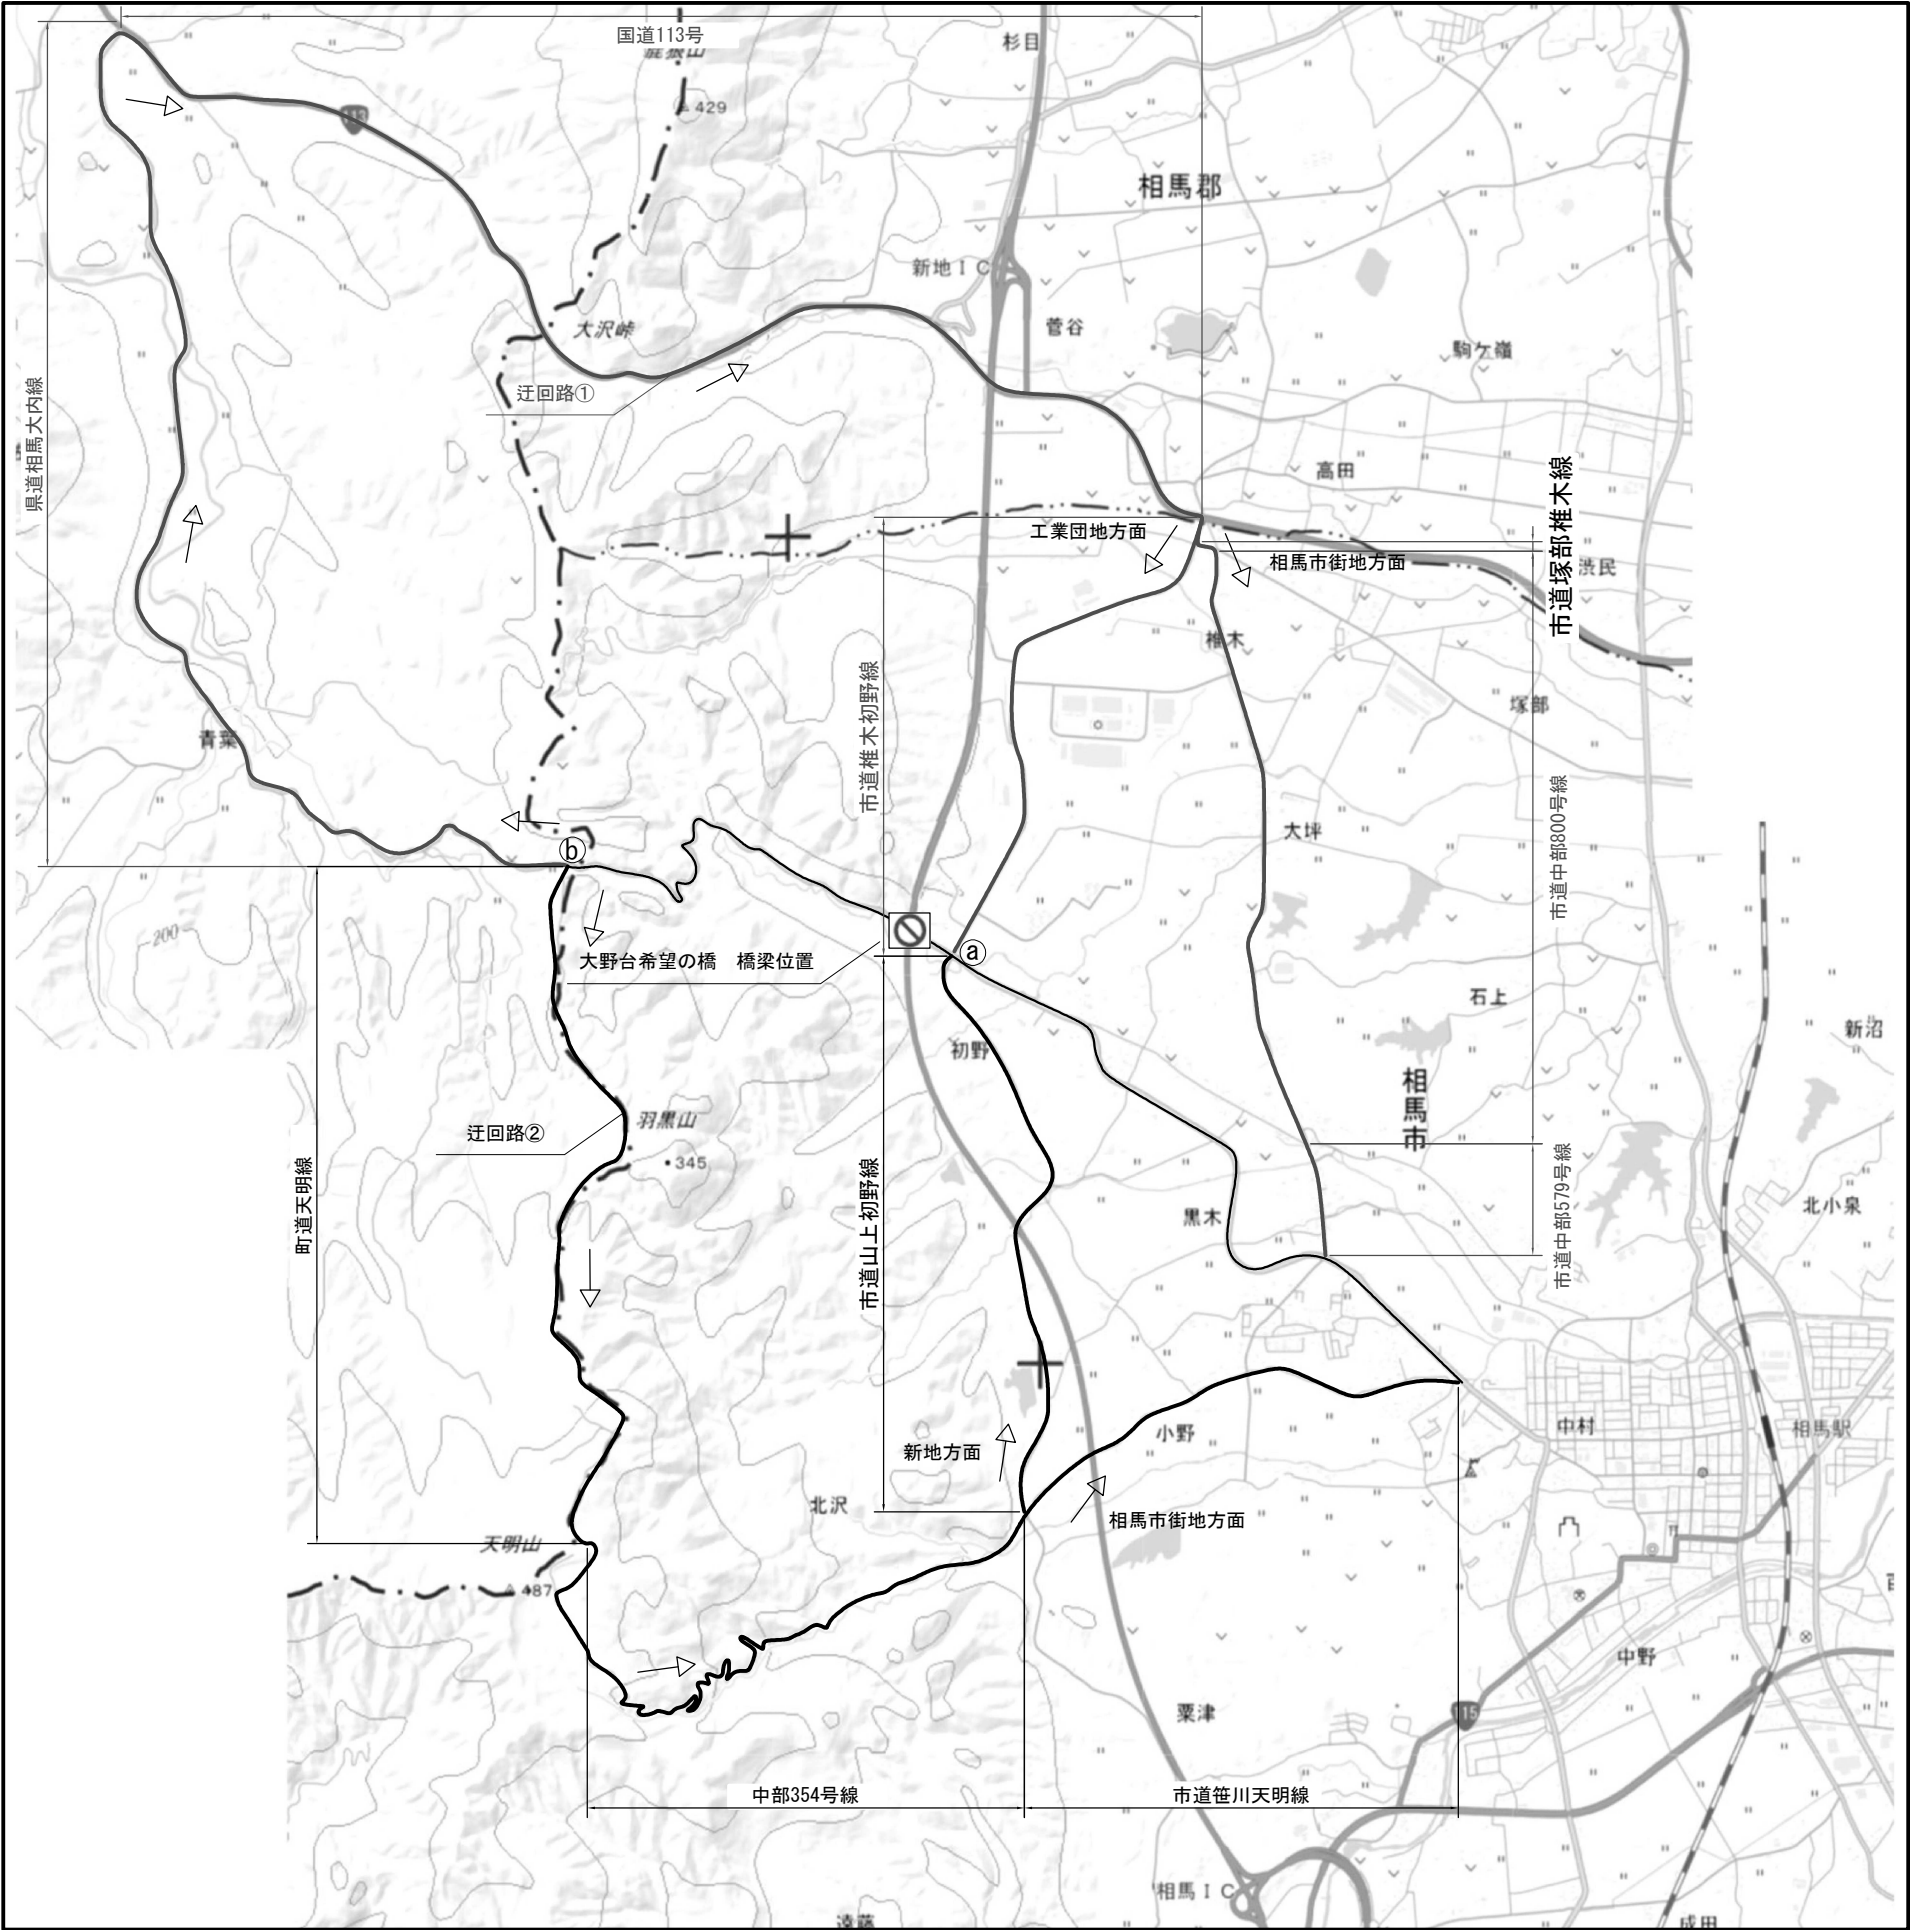 国道113号
鹿狼山
杉目
429
113
相馬郡
新地IC
菅谷
大沢峠
駒ケ嶺
迂回路①
県道相馬大内線
高田
工業団地方面
相馬市街地方面
市道塚部椎木線
渋民
椎木
市道椎木初野線
塚部
青葉
大坪
市道中部800号線
b
200
大野台希望の橋　橋梁位置
a
石上
新沼
初野
相馬市
羽黒山
迂回路②
345
町道天明線
市道山上初野線
市道中部579号線
黒木
北小泉
小野
中村
相馬駅
新地方面
北沢
相馬市街地方面
天明山
487
中野
粟津
115
中部354号線
市道笹川天明線
相馬IC
遠藤
成田